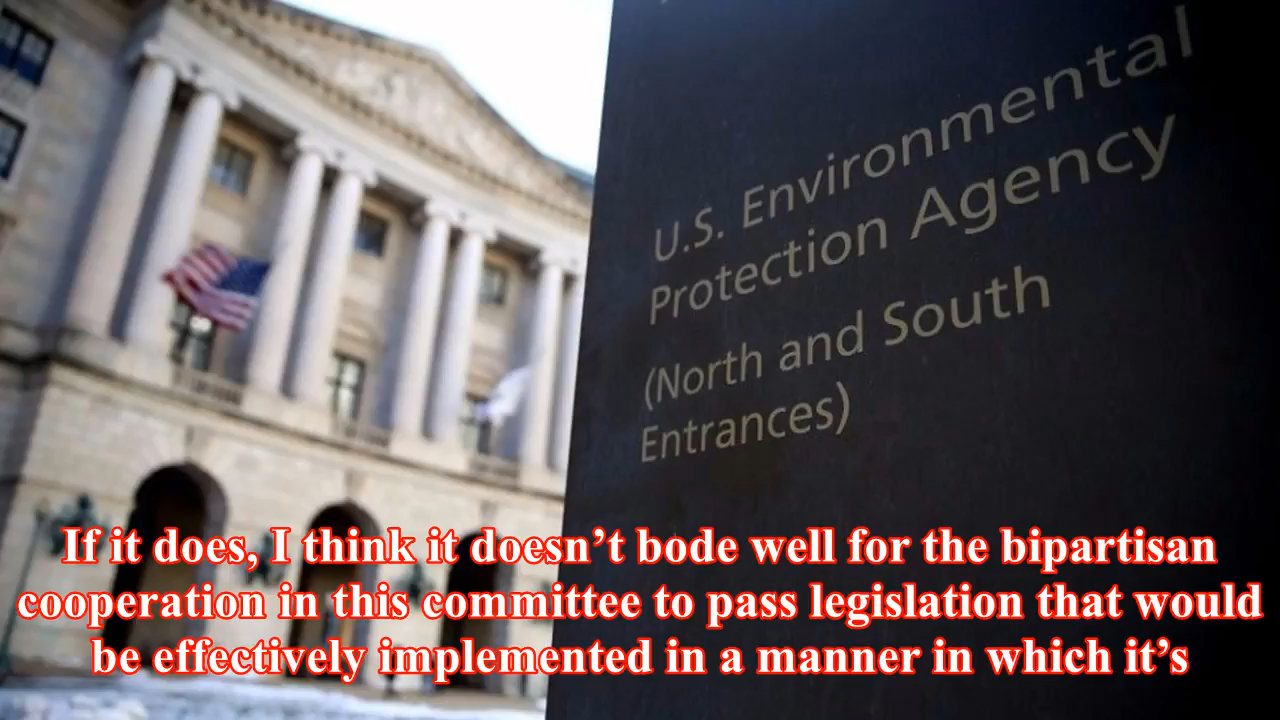 U.S. Environmental
Protection Agency
(North and South
Entrances)
If it does, I think it doesn’t bode well for the bipartisan
cooperation in this committee to pass legislation that would
be effectively implemented in a manner in which it’s